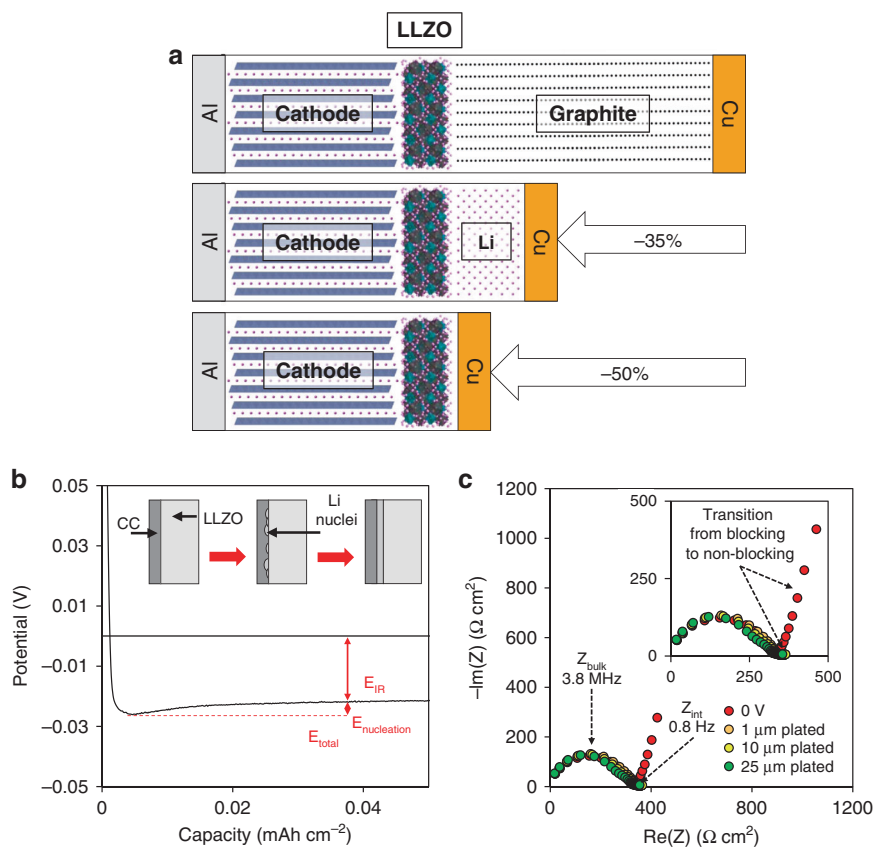 LLZO
a
Al
Cathode
Graphite
Cu
Al
Cathode
Li
Cu
–35%
Al
Cathode
Cu
–50%
b
0.05
0.03
0.01
–0.01
–0.03
–0.05
Potential (V)
CC
LLZO
Li
nuclei
E_IR
E_nucleation
E_total
0
0.02
0.04
Capacity (mAh cm⁻²)
c
1200
1000
800
600
400
200
0
–Im(Z) (Ω cm²)
500
250
0
0
250
500
Transition
from blocking
to non-blocking
Z_bulk
3.8 MHz
Z_int
0.8 Hz
0 V
1 μm plated
10 μm plated
25 μm plated
0
400
800
1200
Re(Z) (Ω cm²)